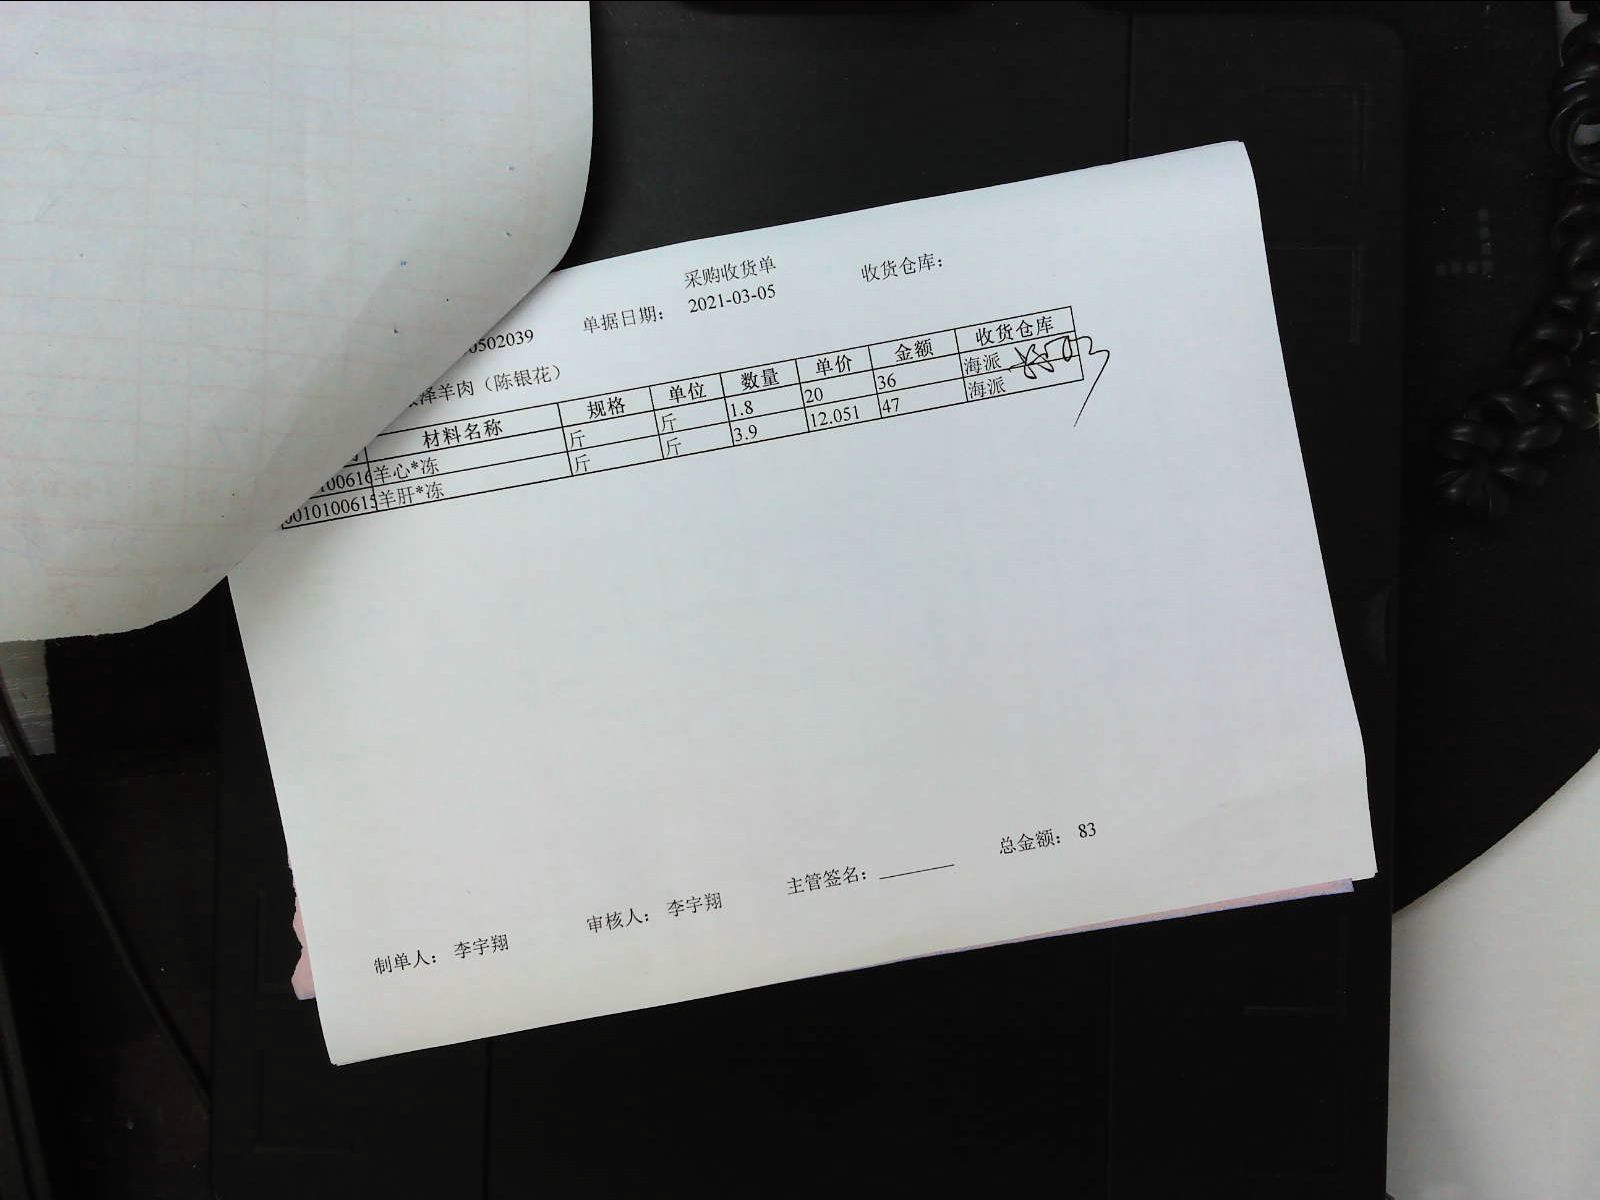 采购收货单
0502039 单据日期： 2021-03-05 收货仓库：
泽羊肉（陈银花）
材料名称 规格 单位 数量 单价 金额 收货仓库
100616 羊心*冻 斤 斤 1.8 20 36 海派
0010100615 羊肝*冻 斤 斤 3.9 12.051 47 海派
制单人： 李宇翔 审核人： 李宇翔 主管签名： 总金额： 83